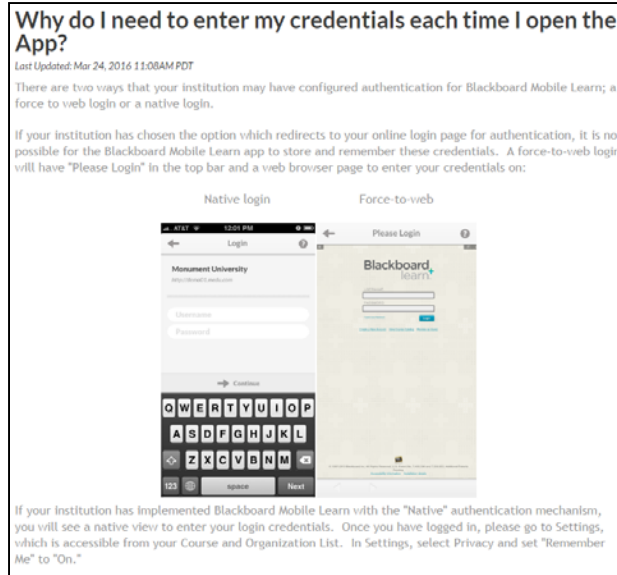 Why do I need to enter my credentials each time I open the
App?
Last Updated: Mar 24, 2016 11:08AM PDT
There are two ways that your institution may have configured authentication for Blackboard Mobile Learn; a
force to web login or a native login.
If your institution has chosen the option which redirects to your online login page for authentication, it is no
possible for the Blackboard Mobile Learn app to store and remember these credentials. A force-to-web login
will have "Please Login" in the top bar and a web browser page to enter your credentials on:
Native login Force-to-web
AT&T 12:01 PM
Login ?
Monument University
Username
Password
Continue
Q W E R T Y U I O P
A S D F G H J K L
Z X C V B N M
123 space Next
Please Login ?
Blackboard
learn
If your institution has implemented Blackboard Mobile Learn with the "Native" authentication mechanism,
you will see a native view to enter your login credentials. Once you have logged in, please go to Settings,
which is accessible from your Course and Organization List. In Settings, select Privacy and set "Remember
Me" to "On."